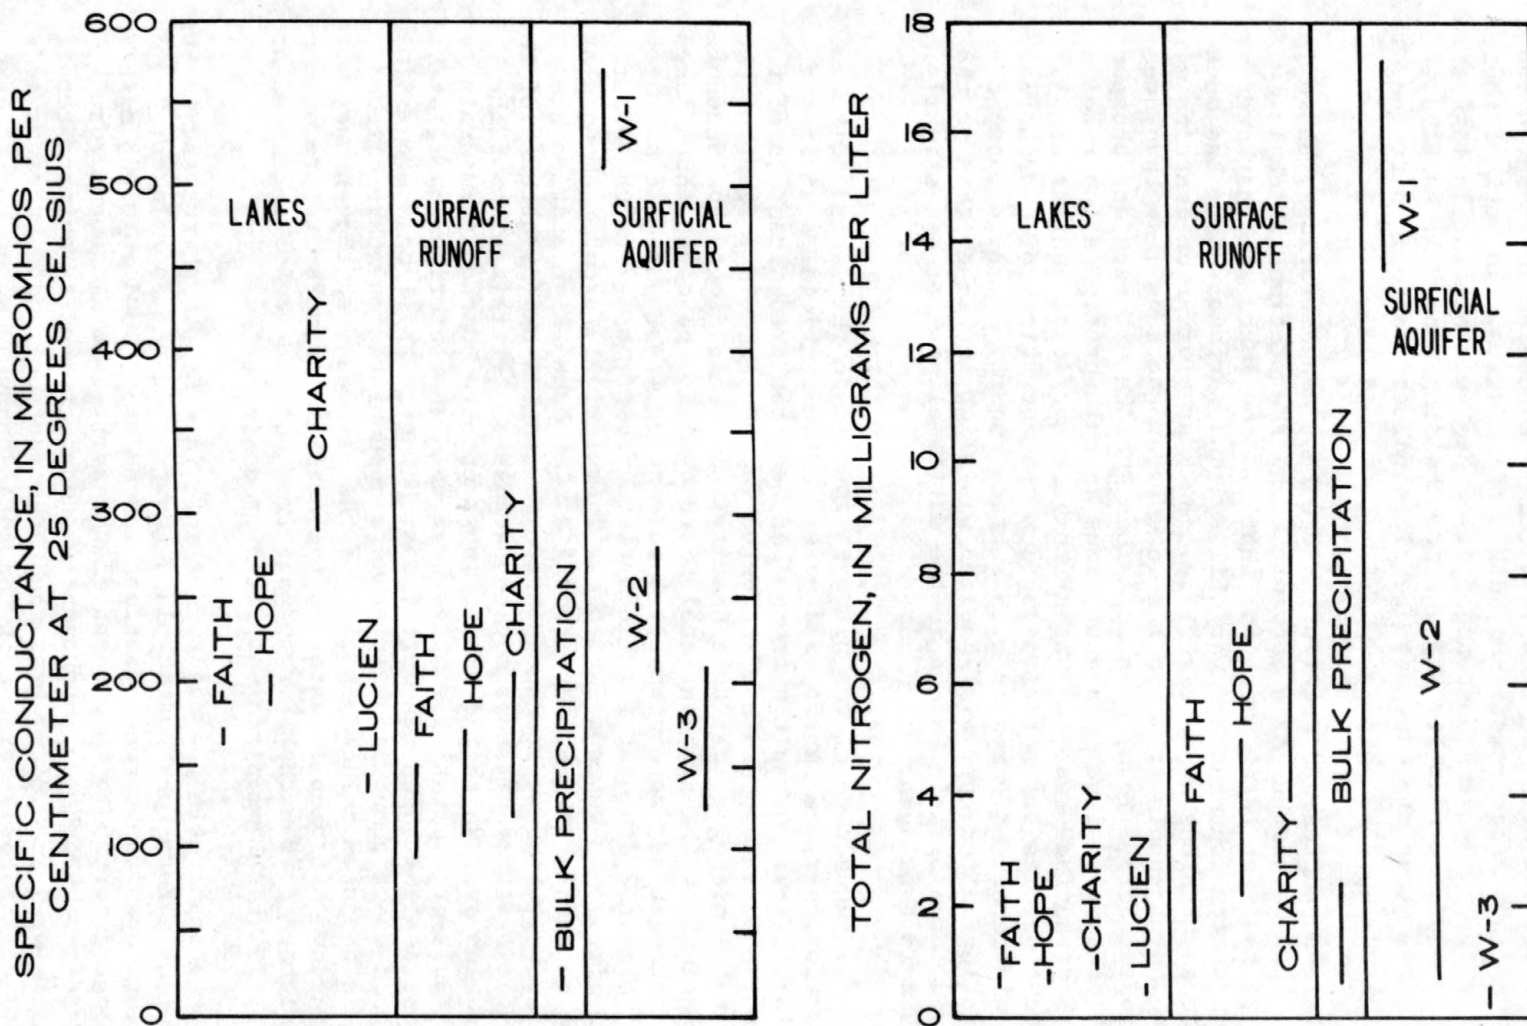 SPECIFIC CONDUCTANCE, IN MICROMHOS PER
CENTIMETER AT 25 DEGREES CELSIUS
600
500
400
300
200
100
0
LAKES
SURFACE
RUNOFF
SURFICIAL
AQUIFER
FAITH
HOPE
CHARITY
LUCIEN
FAITH
HOPE
CHARITY
BULK PRECIPITATION
W-1
W-2
W-3
TOTAL NITROGEN, IN MILLIGRAMS PER LITER
18
16
14
12
10
8
6
4
2
0
LAKES
SURFACE
RUNOFF
SURFICIAL
AQUIFER
FAITH
HOPE
CHARITY
LUCIEN
FAITH
HOPE
CHARITY
BULK PRECIPITATION
W-1
W-2
W-3